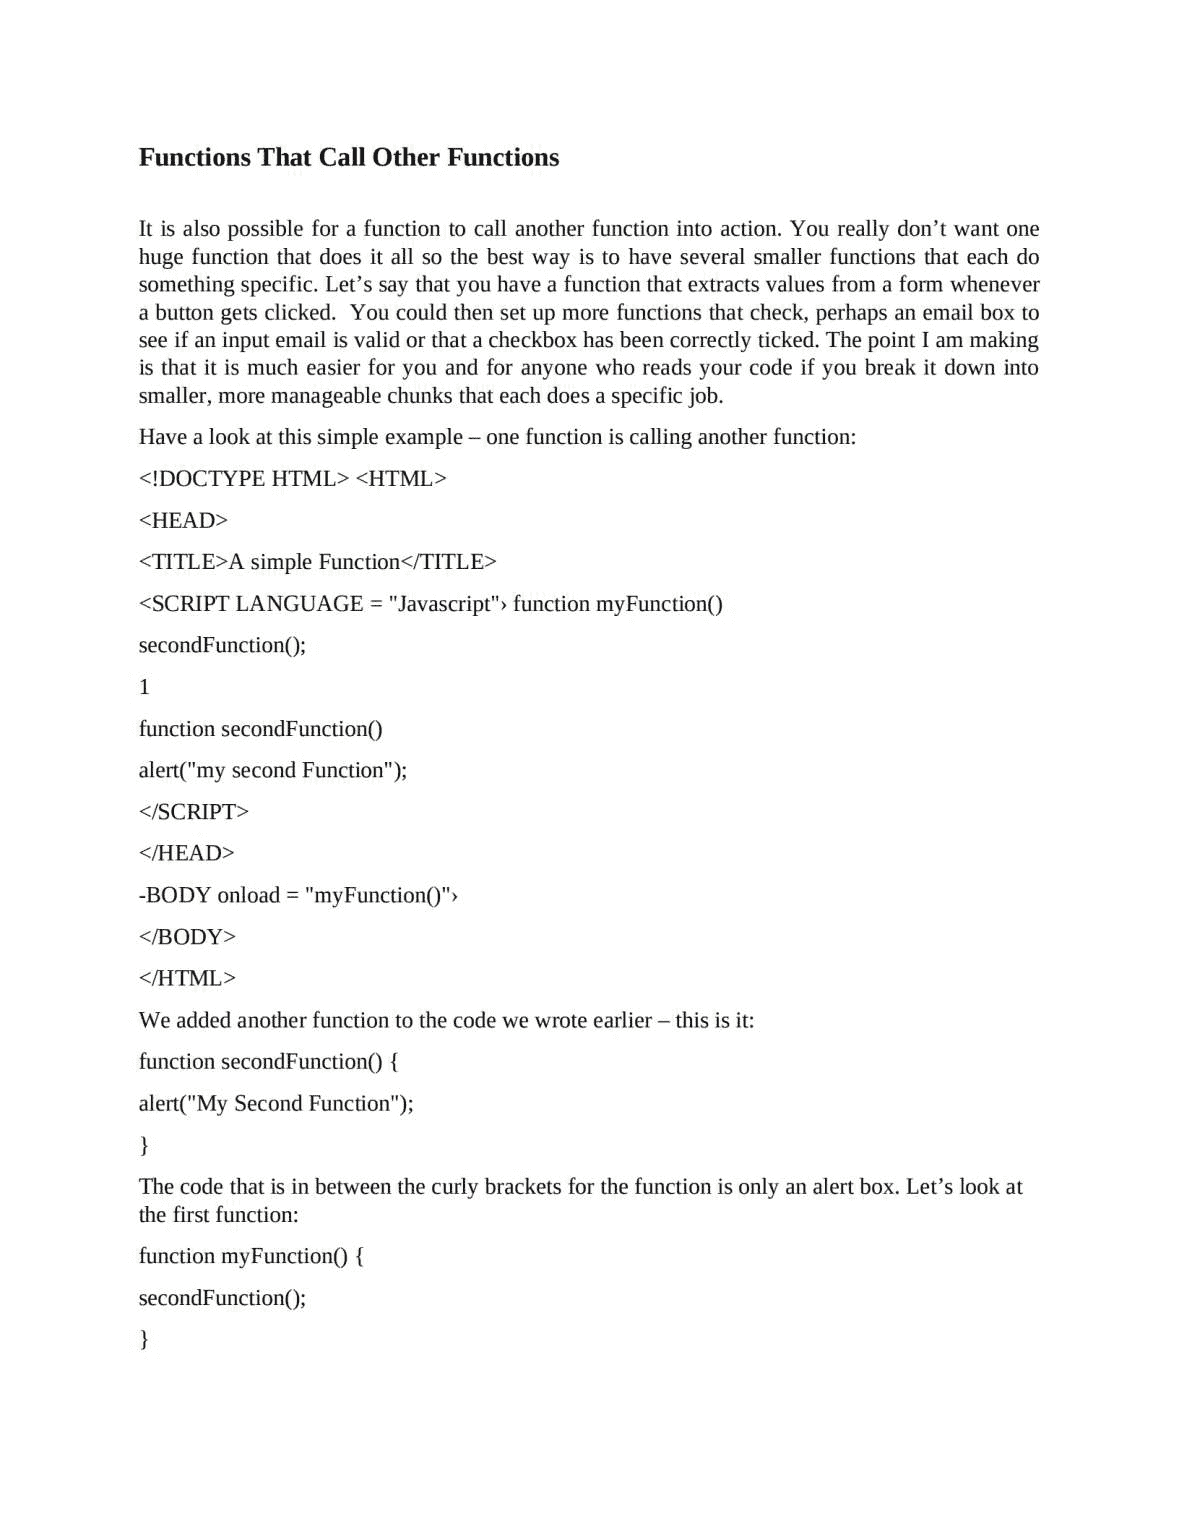 Functions That Call Other Functions
It is also possible for a function to call another function into action. You really don’t want one
huge function that does it all so the best way is to have several smaller functions that each do
something specific. Let’s say that you have a function that extracts values from a form whenever
a button gets clicked.  You could then set up more functions that check, perhaps an email box to
see if an input email is valid or that a checkbox has been correctly ticked. The point I am making
is that it is much easier for you and for anyone who reads your code if you break it down into
smaller, more manageable chunks that each does a specific job.
Have a look at this simple example – one function is calling another function:
<!DOCTYPE HTML> <HTML>
<HEAD>
<TITLE>A simple Function</TITLE>
<SCRIPT LANGUAGE = "Javascript"› function myFunction()
secondFunction();
1
function secondFunction()
alert("my second Function");
</SCRIPT>
</HEAD>
-BODY onload = "myFunction()"›
</BODY>
</HTML>
We added another function to the code we wrote earlier – this is it:
function secondFunction() {
alert("My Second Function");
}
The code that is in between the curly brackets for the function is only an alert box. Let’s look at
the first function:
function myFunction() {
secondFunction();
}